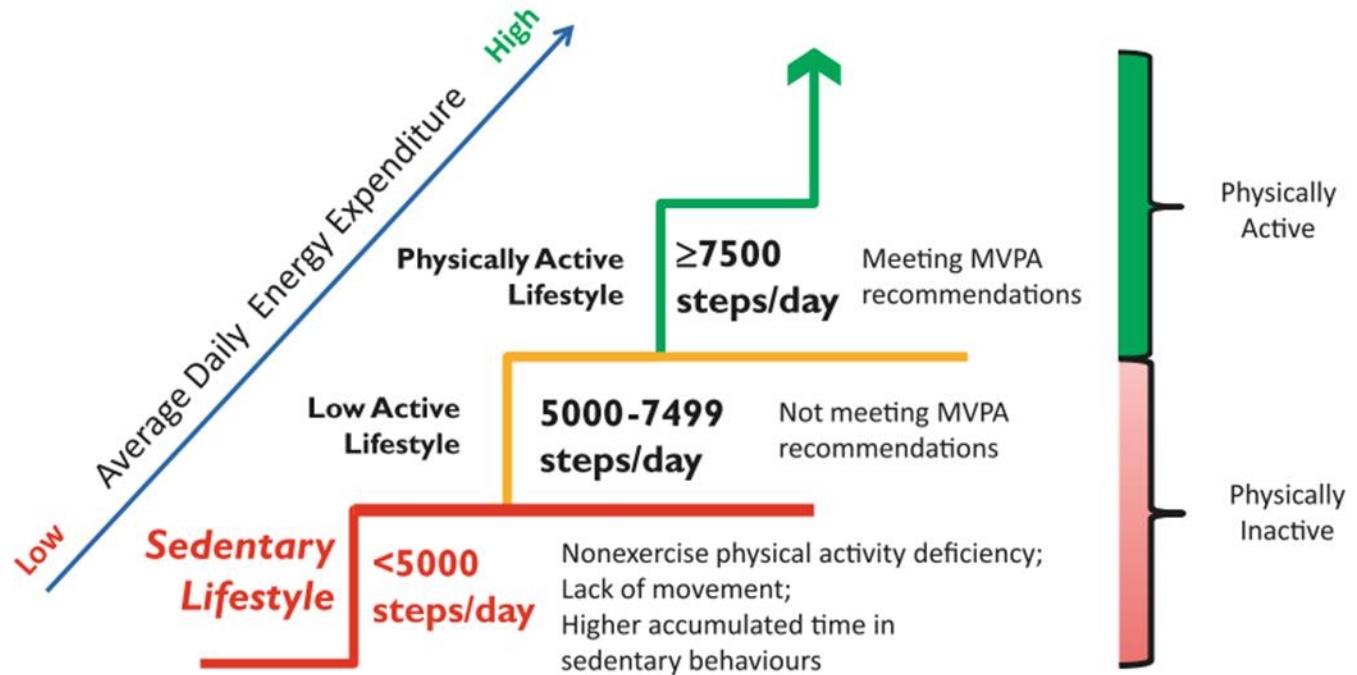 High
Average Daily Energy Expenditure
Low
Physically Active
Lifestyle
≥7500
steps/day
Meeting MVPA
recommendations
Physically
Active
Low Active
Lifestyle
5000-7499
steps/day
Not meeting MVPA
recommendations
Sedentary
Lifestyle
<5000
steps/day
Nonexercise physical activity deficiency;
Lack of movement;
Higher accumulated time in
sedentary behaviours
Physically
Inactive